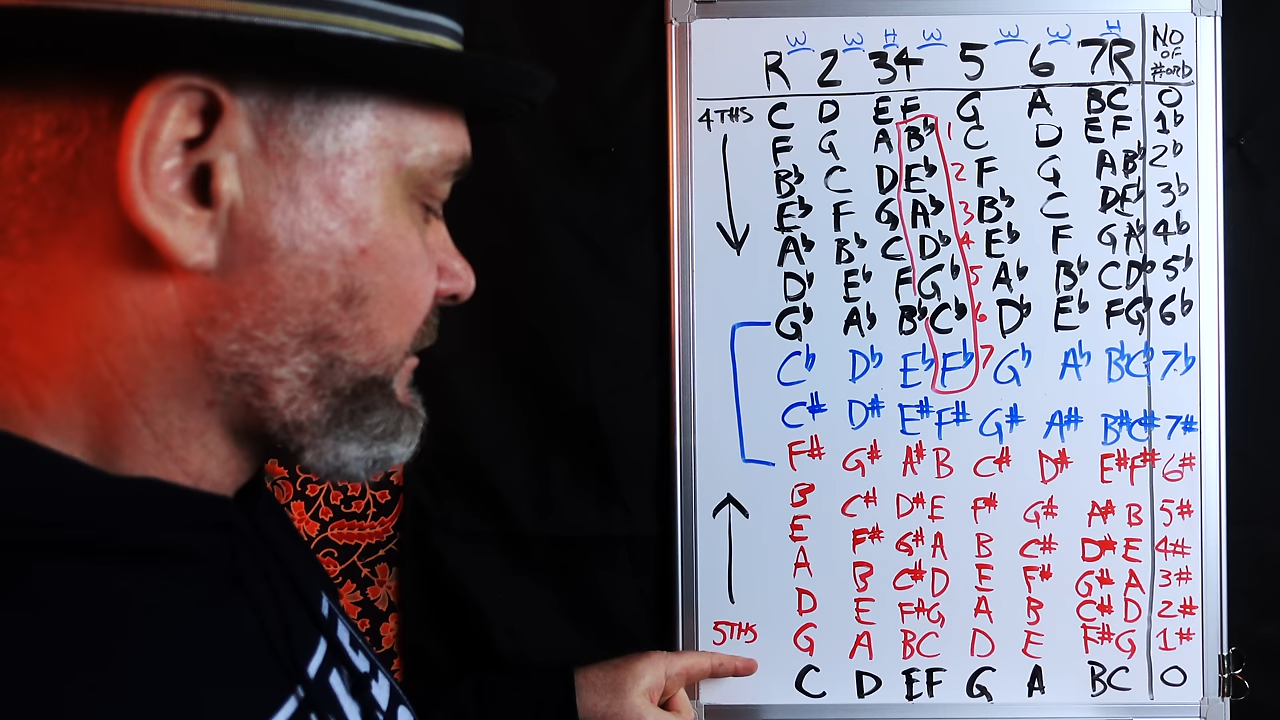 W W H W W W H
R 2 3 4 5 6 7 R NO OF # OR b
C D E F G A B C 0
4THS
F G A B♭ 1 C D E F 1♭
B♭ C D E♭ 2 F G A B♭ 2♭
E♭ F G A♭ 3 B♭ C D E♭ 3♭
A♭ B♭ C D♭ 4 E♭ F G A♭ 4♭
D♭ E♭ F G♭ 5 A♭ B♭ C D♭ 5♭
G♭ A♭ B♭ C♭ 6 D♭ E♭ F G♭ 6♭
C♭ D♭ E♭ F♭ 7 G♭ A♭ B♭ C♭ 7♭
C# D# E# F# G# A# B# C# 7#
F# G# A# B C# D# E# F# 6#
B C# D# E F# G# A# B 5#
E F# G# A B C# D# E 4#
A B C# D E F# G# A 3#
D E F# G A B C# D 2#
5THS G A B C D E F# G 1#
C D E F G A B C 0